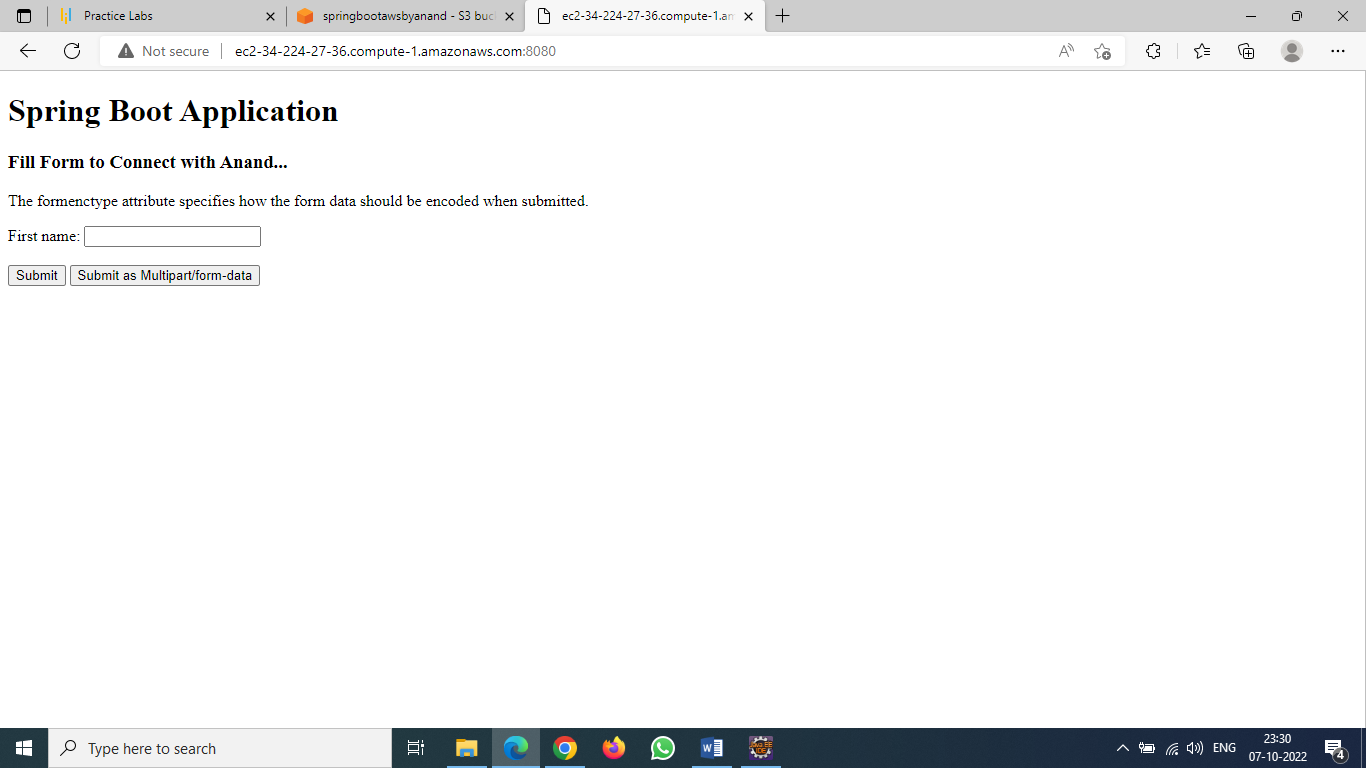 Practice Labs
springbootawsbyanand - S3 buc
ec2-34-224-27-36.compute-1.am
Not secure
ec2-34-224-27-36.compute-1.amazonaws.com:8080
Spring Boot Application
Fill Form to Connect with Anand...
The formenctype attribute specifies how the form data should be encoded when submitted.
First name:
Submit Submit as Multipart/form-data
Type here to search
ENG
23:30
07-10-2022
4